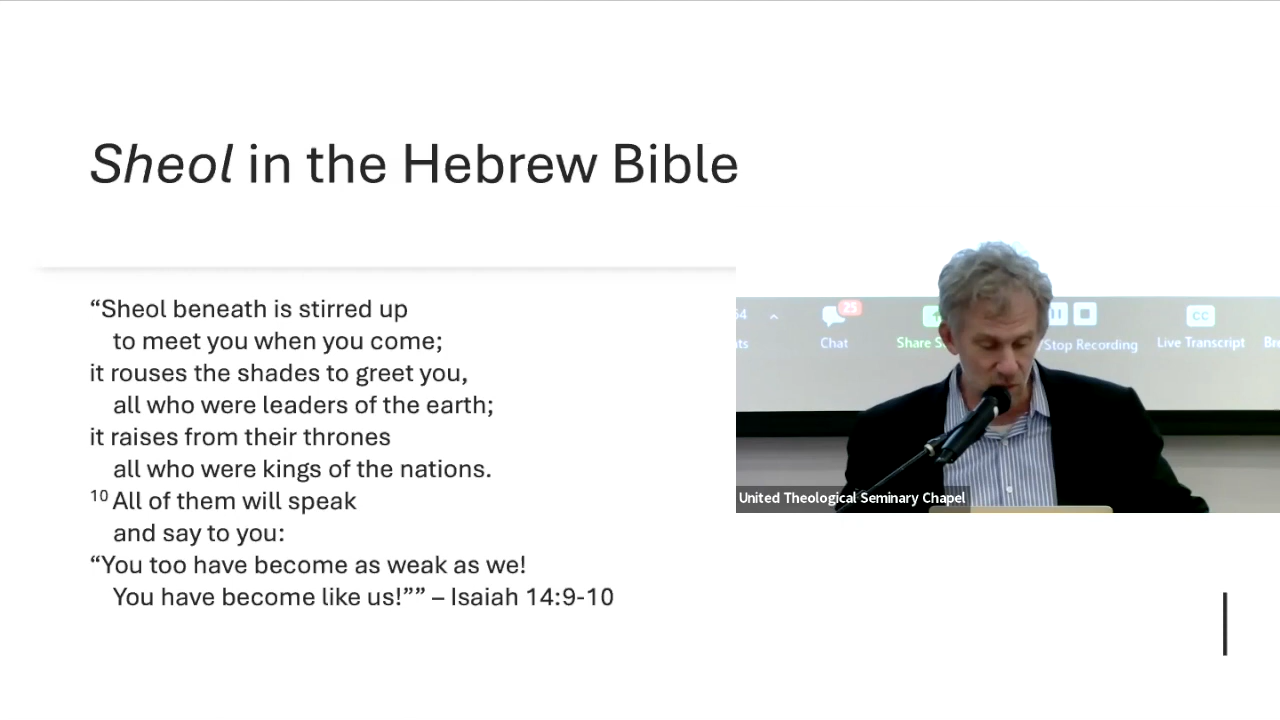 Sheol in the Hebrew Bible
“Sheol beneath is stirred up
to meet you when you come;
it rouses the shades to greet you,
all who were leaders of the earth;
it raises from their thrones
all who were kings of the nations.
10 All of them will speak
and say to you:
“You too have become as weak as we!
You have become like us!”” – Isaiah 14:9-10
25
CC
Chat
Share
Stop Recording
Live Transcript
United Theological Seminary Chapel